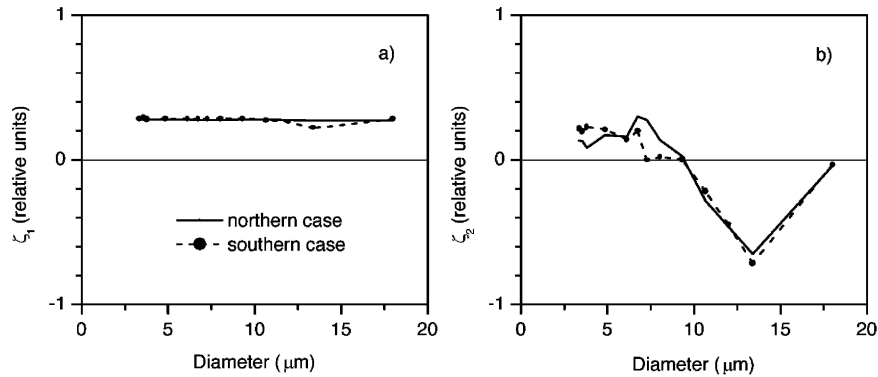 1
a)
ζ1 (relative units)
0
northern case
southern case
-1
0
5
10
15
20
Diameter (μm)
1
b)
ζ2 (relative units)
0
-1
0
5
10
15
20
Diameter (μm)